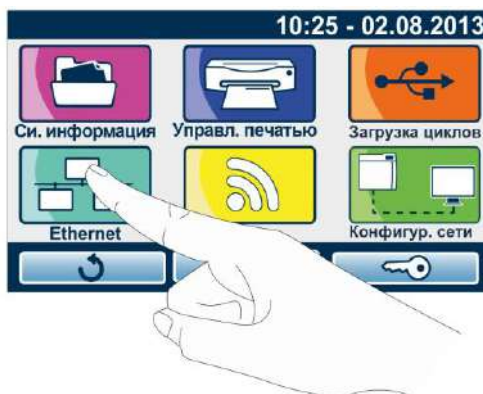 10:25 - 02.08.2013
Си. информация Управл. печатью Загрузка циклов
Ethernet Конфигур. сети